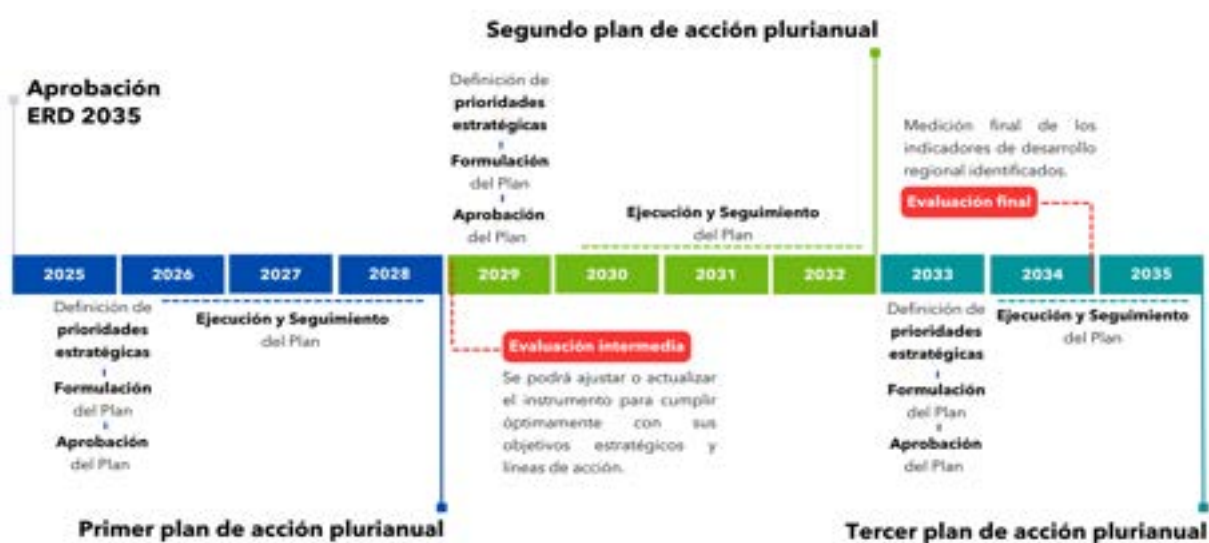 Segundo plan de acción plurianual
Aprobación
ERD 2035
Definición de
prioridades
estratégicas
Formulación
del Plan
Aprobación
del Plan
Ejecución y Seguimiento
del Plan
Medición final de los
indicadores de desarrollo
regional identificados.
Evaluación final
2025 2026 2027 2028 2029 2030 2031 2032 2033 2034 2035
Definición de
prioridades
estratégicas
Formulación
del Plan
Aprobación
del Plan
Ejecución y Seguimiento
del Plan
Evaluación intermedia
Se podrá ajustar o actualizar
el instrumento para cumplir
óptimamente con sus
objetivos estratégicos y
líneas de acción.
Definición de
prioridades
estratégicas
Formulación
del Plan
Aprobación
del Plan
Ejecución y Seguimiento
del Plan
Primer plan de acción plurianual
Tercer plan de acción plurianual